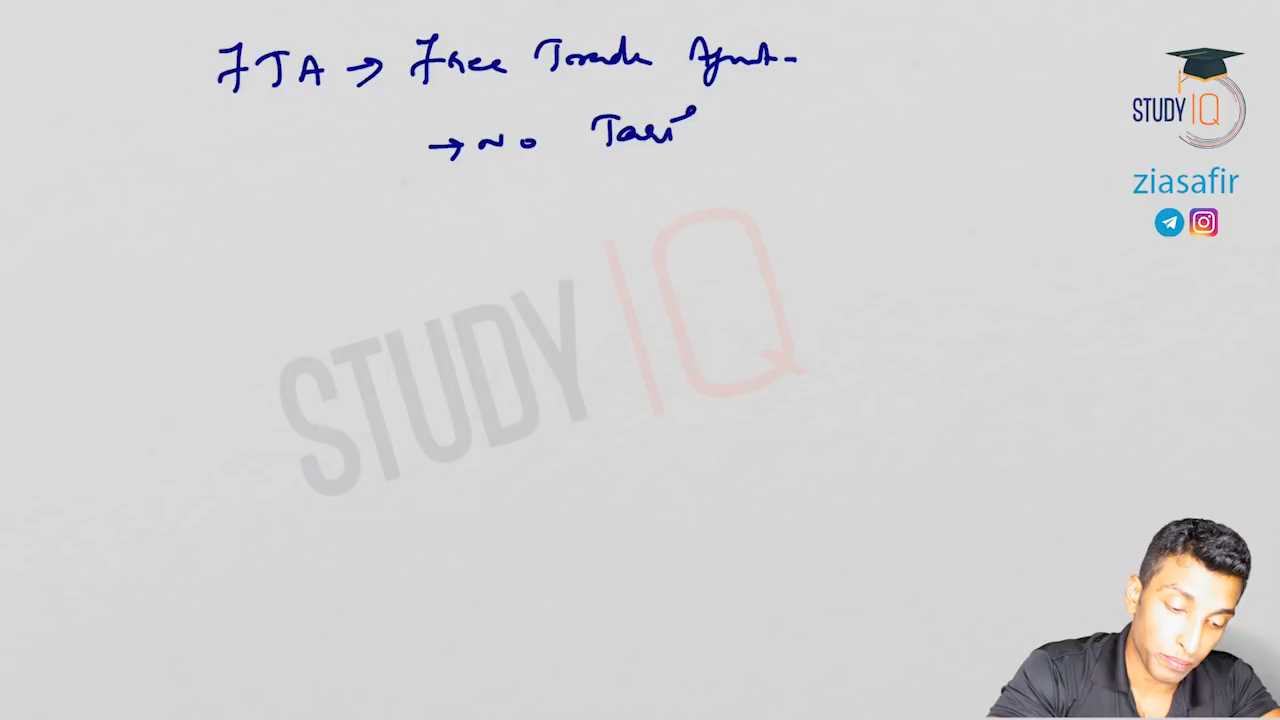 FTA → Free Trade Agmt.
→ No Tari
STUDY IQ
ziasafir
STUDY IQ